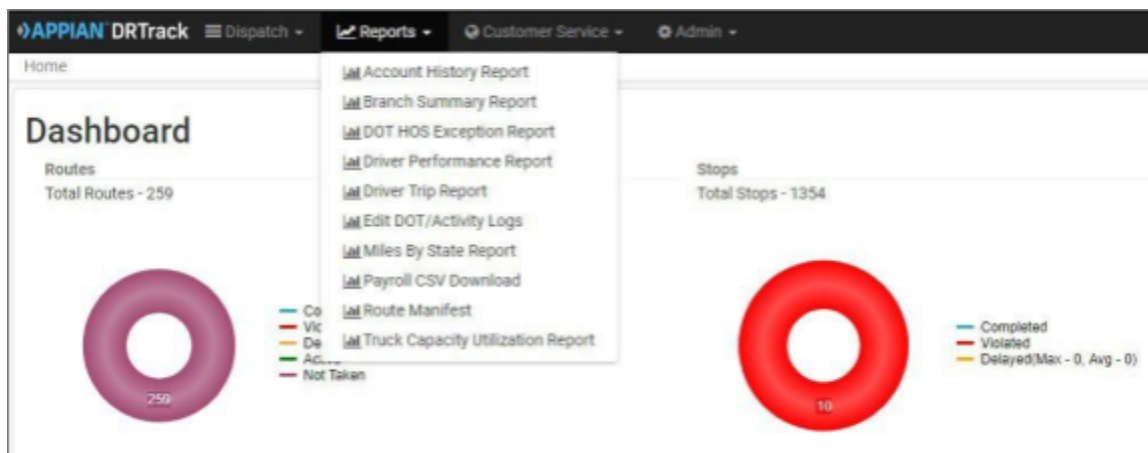 APPIAN DRTrack Dispatch Reports Customer Service Admin
Home
Account History Report
Branch Summary Report
DOT HOS Exception Report
Driver Performance Report
Driver Trip Report
Edit DOT/Activity Logs
Miles By State Report
Payroll CSV Download
Route Manifest
Truck Capacity Utilization Report
Dashboard
Routes
Total Routes - 259
259
Co
Vic
De
Not Taken
Stops
Total Stops - 1354
10
Completed
Violated
Delayed(Max - 0, Avg - 0)